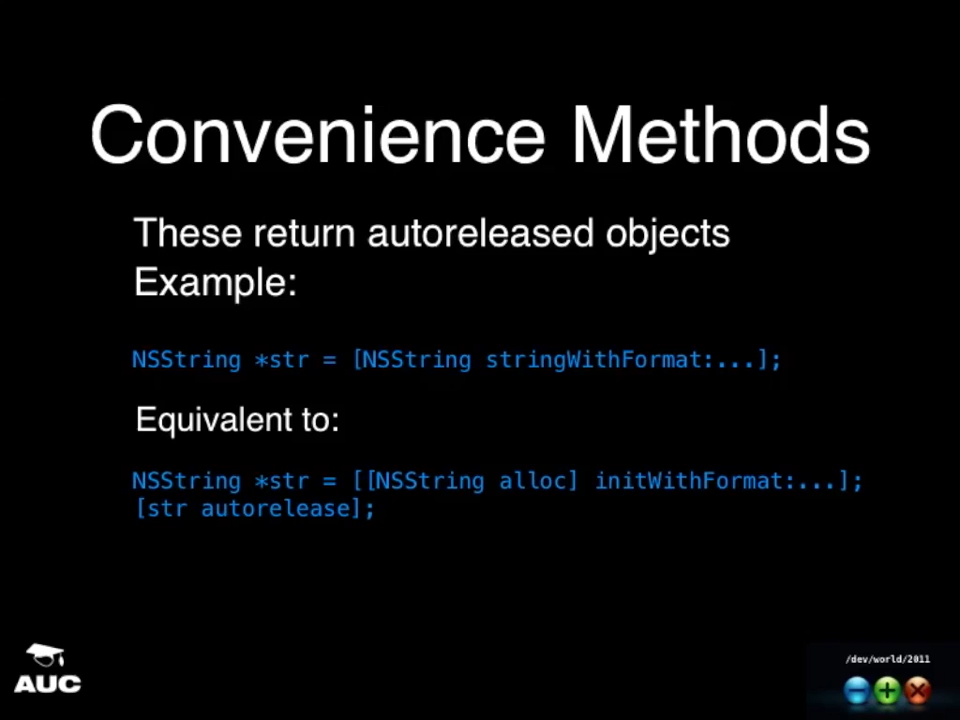 Convenience Methods
These return autoreleased objects
Example:
NSString *str = [NSString stringWithFormat:...];
Equivalent to:
NSString *str = [[NSString alloc] initWithFormat:...];
[str autorelease];
AUC
/dev/world/2011